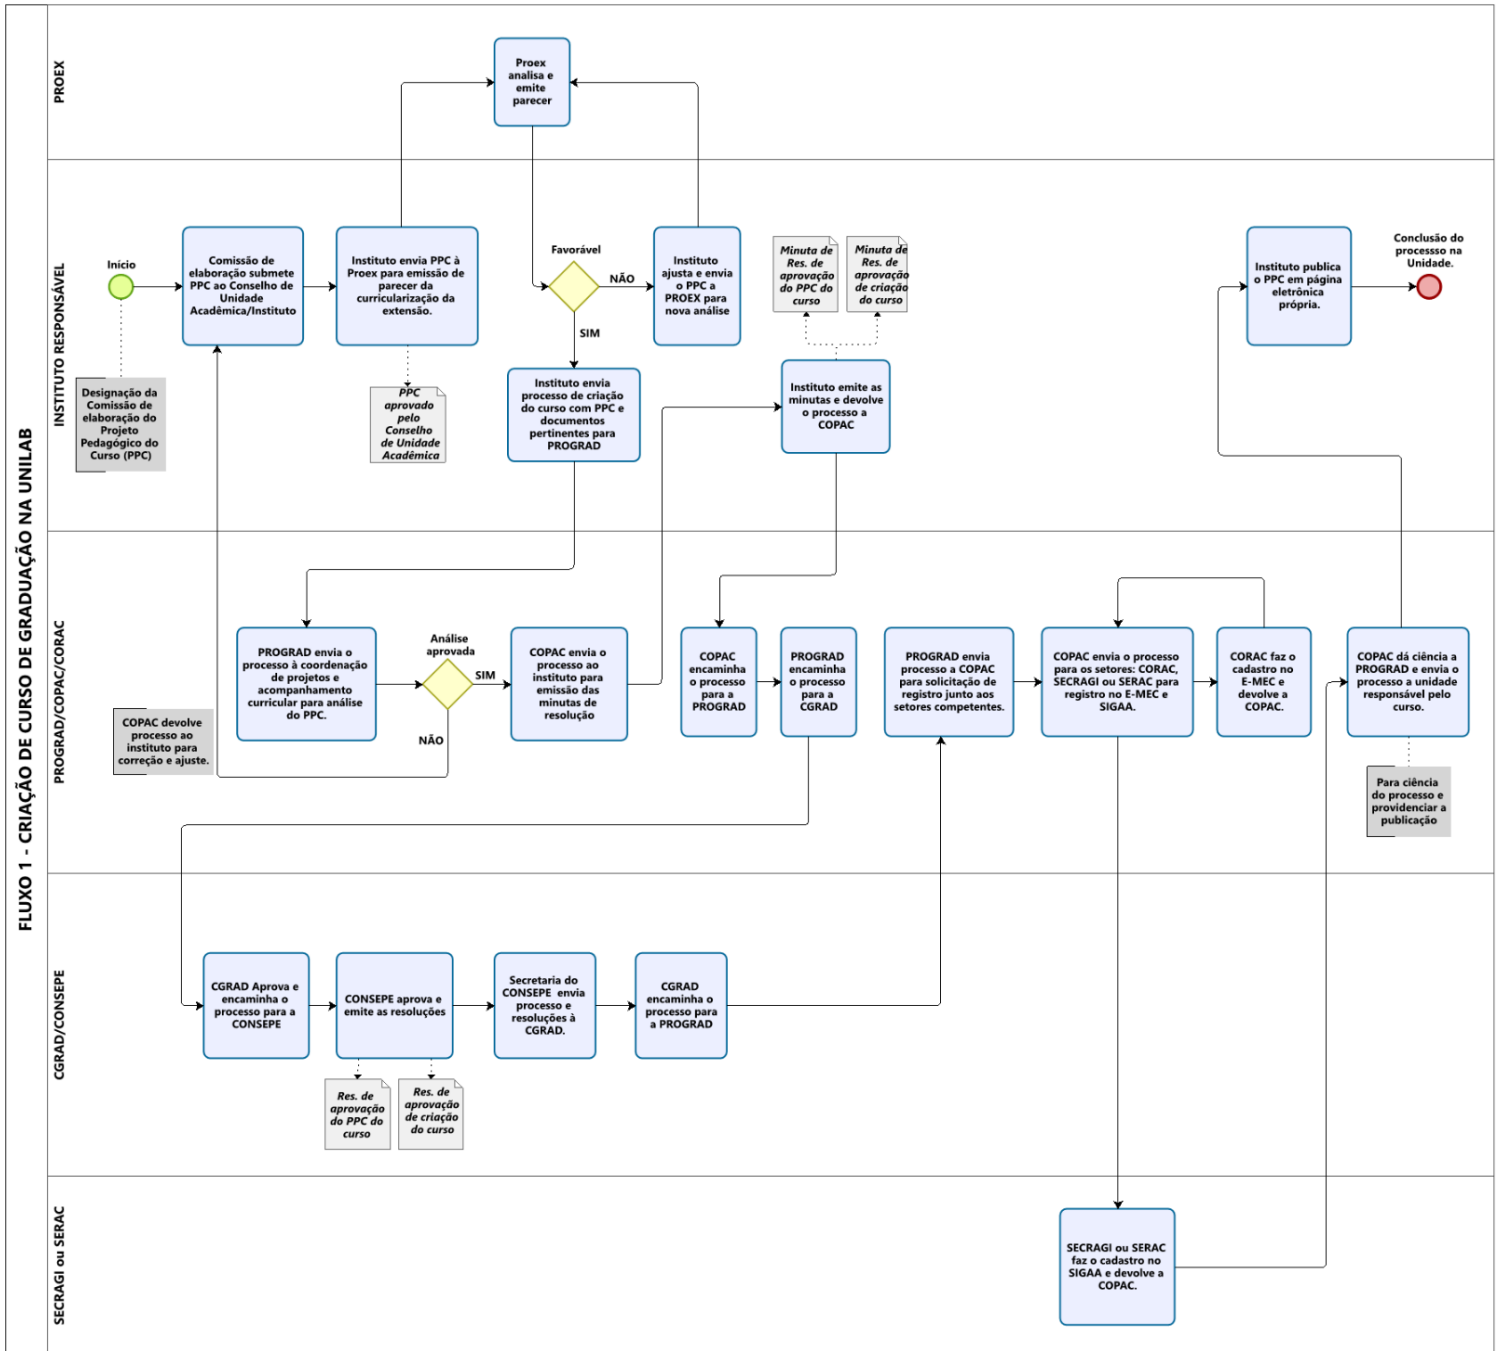 FLUXO 1 - CRIAÇÃO DE CURSO DE GRADUAÇÃO NA UNILAB
PROEX
Proex
analisa e
emite
parecer
INSTITUTO RESPONSÁVEL
Início
Designação da
Comissão de
elaboração do
Projeto
Pedagógico do
Curso (PPC)
Comissão de
elaboração submete
PPC ao Conselho de
Unidade
Acadêmica/Instituto
Instituto envia PPC à
Proex para emissão de
parecer da
curricularização da
extensão.
PPC
aprovado
pelo
Conselho
de Unidade
Acadêmica
Favorável
NÃO
SIM
Instituto
ajusta e envia
o PPC a
PROEX para
nova análise
Instituto envia
processo de criação
do curso com PPC e
documentos
pertinentes para
PROGRAD
Minuta de
Res. de
aprovação
do PPC do
curso
Minuta de
Res. de
aprovação
de criação
do curso
Instituto emite as
minutas e devolve
o processo a
COPAC
Instituto publica
o PPC em página
eletrônica
própria.
Conclusão do
processso na
Unidade.
PROGRAD/COPAC/CORAC
COPAC devolve
processo ao
instituto para
correção e ajuste.
PROGRAD envia o
processo à coordenação
de projetos e
acompanhamento
curricular para análise
do PPC.
Análise
aprovada
SIM
NÃO
COPAC envia o
processo ao
instituto para
emissão das
minutas de
resolução
COPAC
encaminha
o processo
para a
PROGRAD
PROGRAD
encaminha
o processo
para a
CGRAD
PROGRAD envia
processo a COPAC
para solicitação de
registro junto aos
setores competentes.
COPAC envia o processo
para os setores: CORAC,
SECRAGI ou SERAC para
registro no E-MEC e
SIGAA.
CORAC faz o
cadastro no
E-MEC e
devolve a
COPAC.
COPAC dá ciência a
PROGRAD e envia o
processo a unidade
responsável pelo
curso.
Para ciência
do processo e
providenciar a
publicação
CGRAD/CONSEPE
CGRAD Aprova e
encaminha o
processo para a
CONSEPE
CONSEPE aprova e
emite as resoluções
Res. de
aprovação
do PPC do
curso
Res. de
aprovação
de criação
do curso
Secretaria do
CONSEPE envia
processo e
resoluções à
CGRAD.
CGRAD
encaminha o
processo para
a PROGRAD
SECRAGI ou SERAC
SECRAGI ou SERAC
faz o cadastro no
SIGAA e devolve a
COPAC.